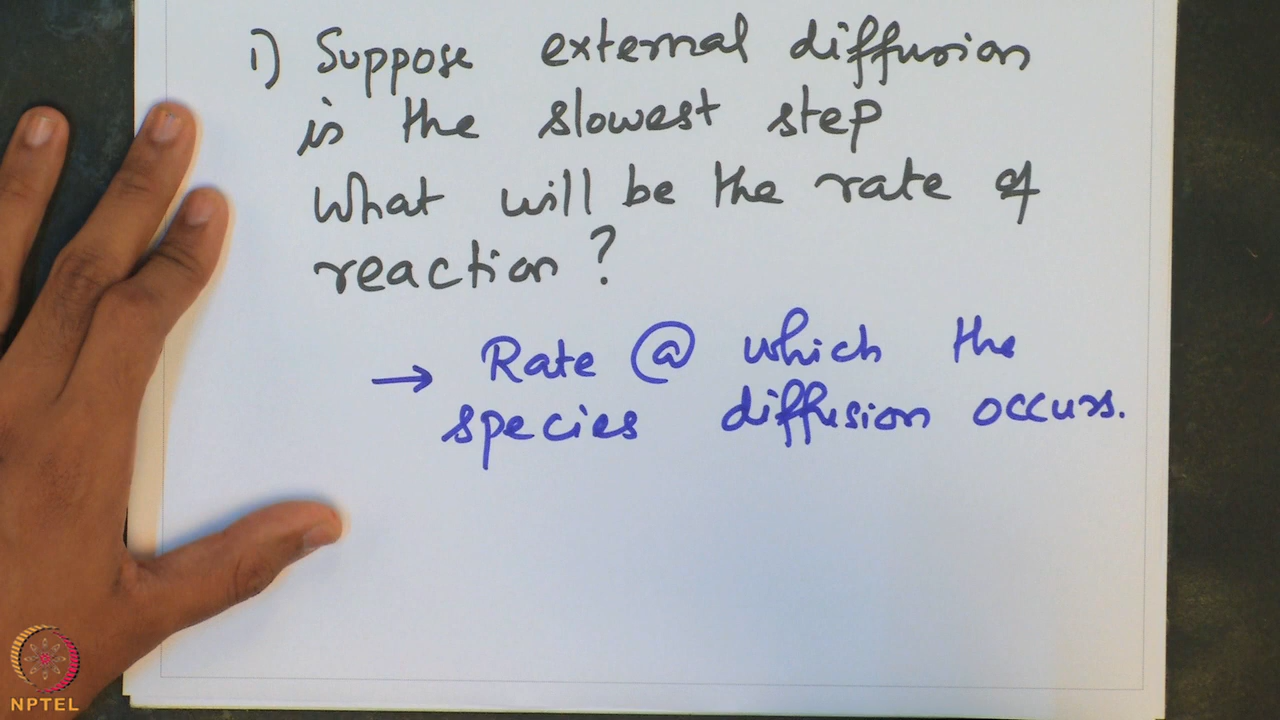 i) Suppose external diffusion
is the slowest step
What will be the rate of
reaction?
→ Rate @ which the
species diffusion occurs.
NPTEL